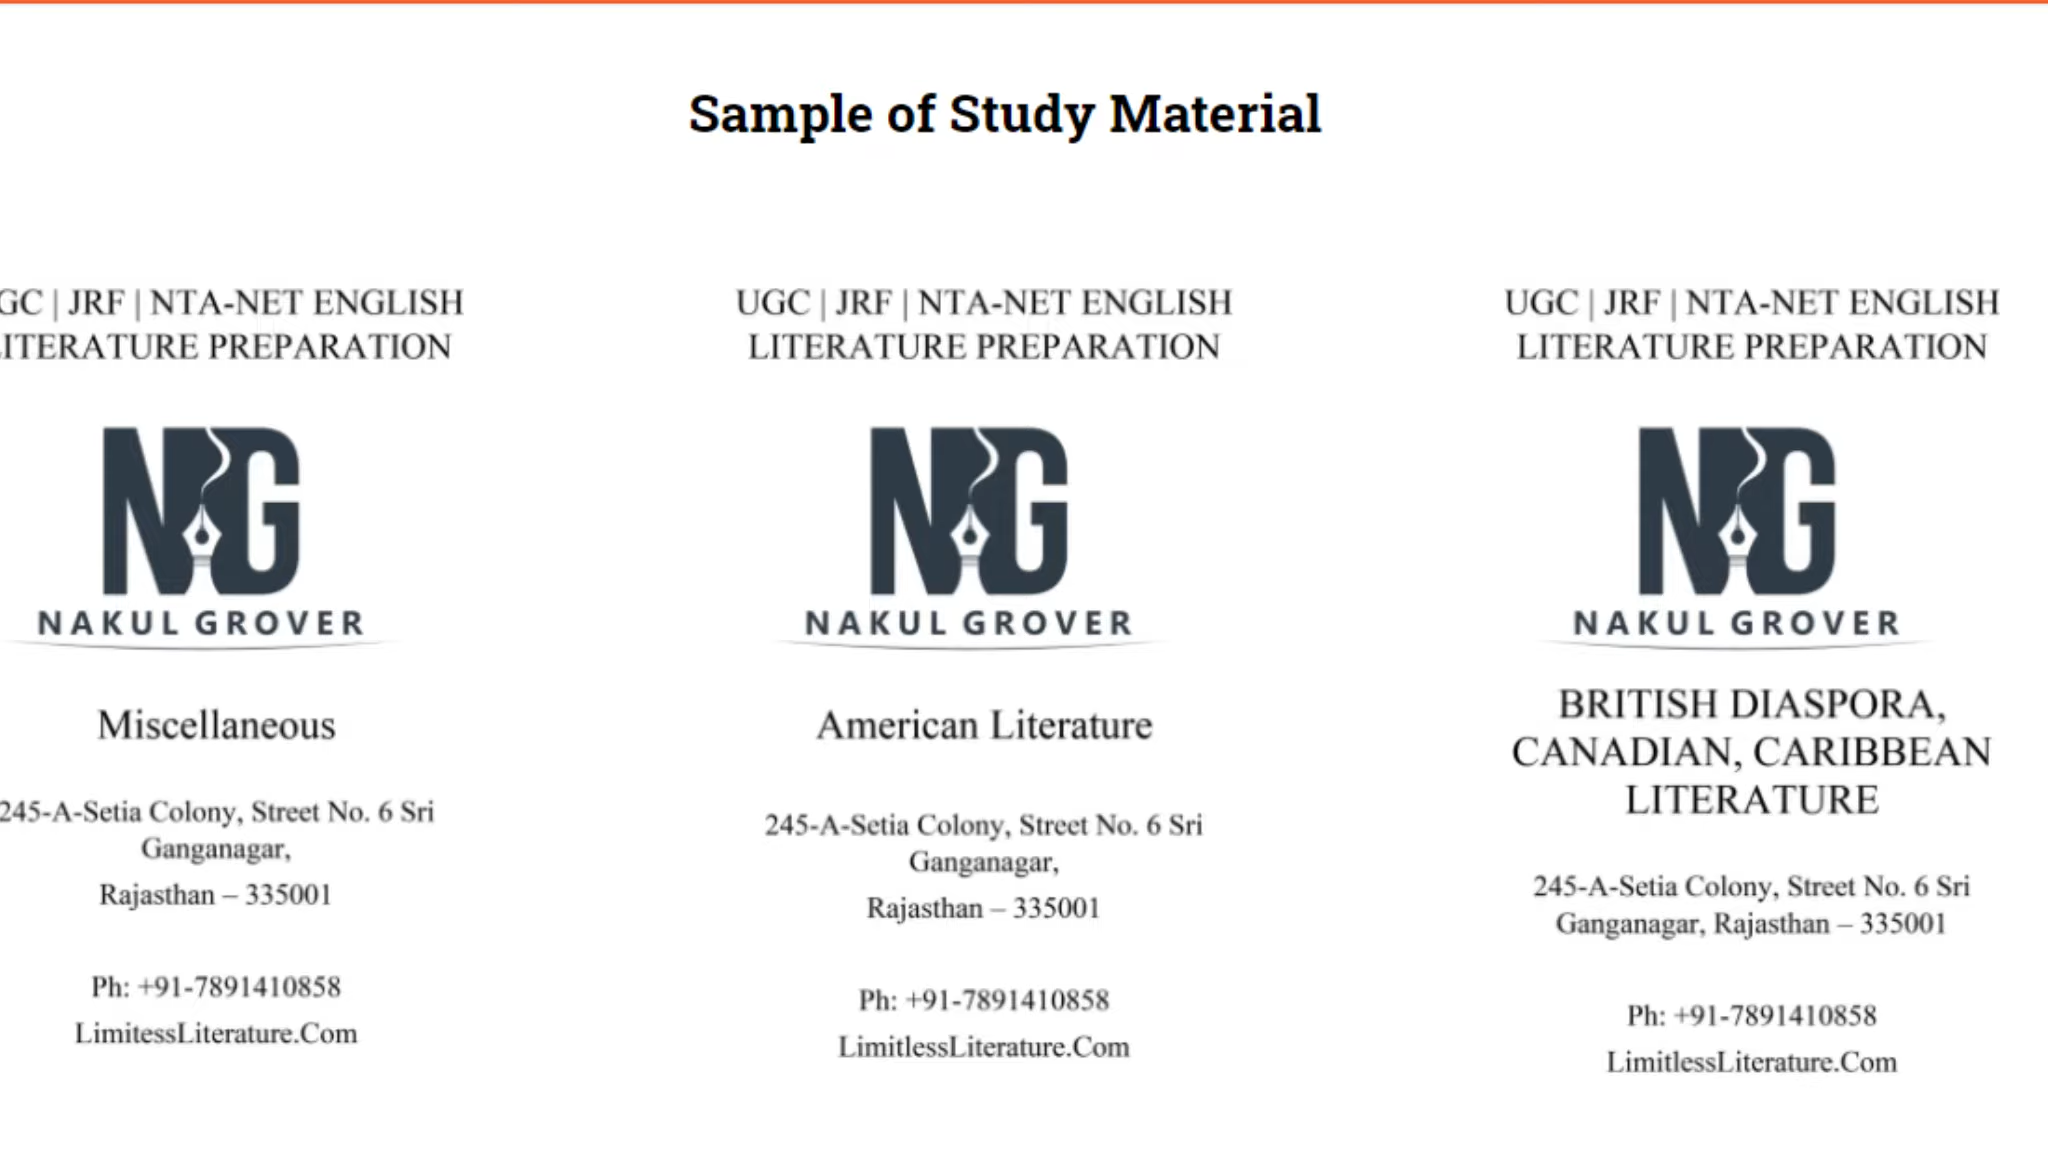 Sample of Study Material
GC | JRF | NTA-NET ENGLISH
ITERATURE PREPARATION
NG
NAKUL GROVER
Miscellaneous
245-A-Setia Colony, Street No. 6 Sri
Ganganagar,
Rajasthan – 335001
Ph: +91-7891410858
LimitessLiterature.Com
UGC | JRF | NTA-NET ENGLISH
LITERATURE PREPARATION
NG
NAKUL GROVER
American Literature
245-A-Setia Colony, Street No. 6 Sri
Ganganagar,
Rajasthan – 335001
Ph: +91-7891410858
LimitlessLiterature.Com
UGC | JRF | NTA-NET ENGLISH
LITERATURE PREPARATION
NG
NAKUL GROVER
BRITISH DIASPORA,
CANADIAN, CARIBBEAN
LITERATURE
245-A-Setia Colony, Street No. 6 Sri
Ganganagar, Rajasthan – 335001
Ph: +91-7891410858
LimitlessLiterature.Com